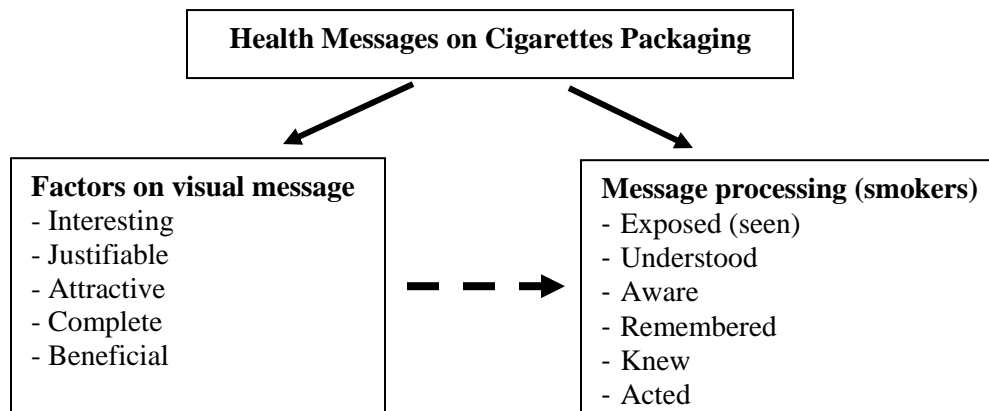 Health Messages on Cigarettes Packaging
Factors on visual message
- Interesting
- Justifiable
- Attractive
- Complete
- Beneficial
Message processing (smokers)
- Exposed (seen)
- Understood
- Aware
- Remembered
- Knew
- Acted